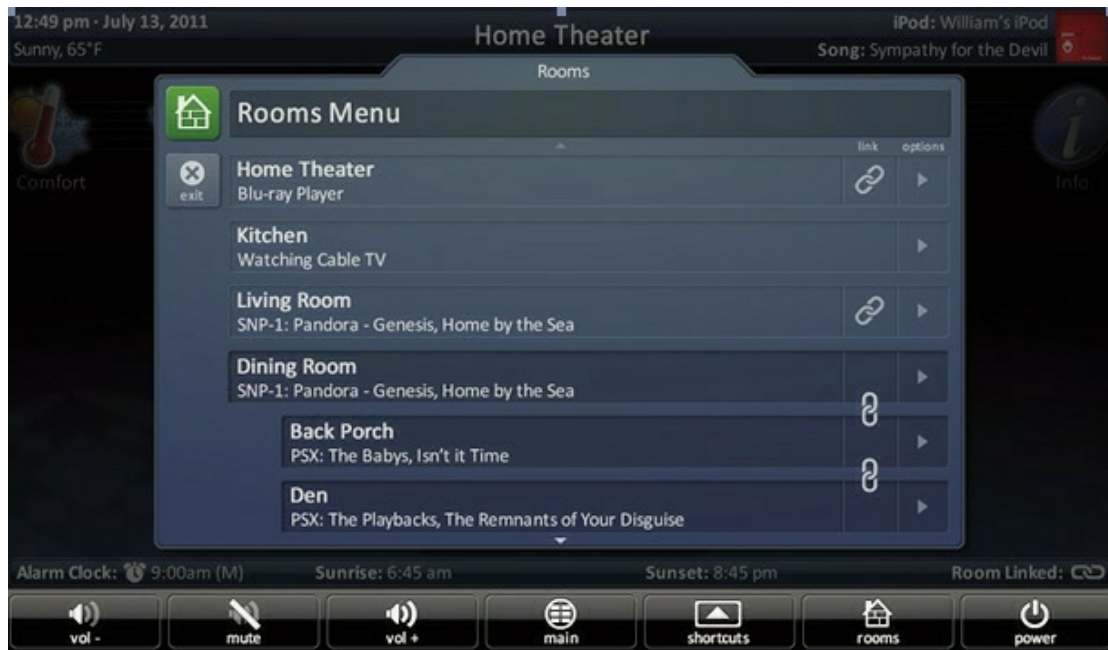 12:49 pm - July 13, 2011
Sunny, 65°F
Home Theater
iPod: William's iPod
Song: Sympathy for the Devil
Rooms
Rooms Menu
link options
Comfort
Info
exit
Home Theater
Blu-ray Player
Kitchen
Watching Cable TV
Living Room
SNP-1: Pandora - Genesis, Home by the Sea
Dining Room
SNP-1: Pandora - Genesis, Home by the Sea
Back Porch
PSX: The Babys, Isn't it Time
Den
PSX: The Playbacks, The Remnants of Your Disguise
Alarm Clock: 9:00am (M) Sunrise: 6:45 am Sunset: 8:45 pm Room Linked:
vol - mute vol + main shortcuts rooms power